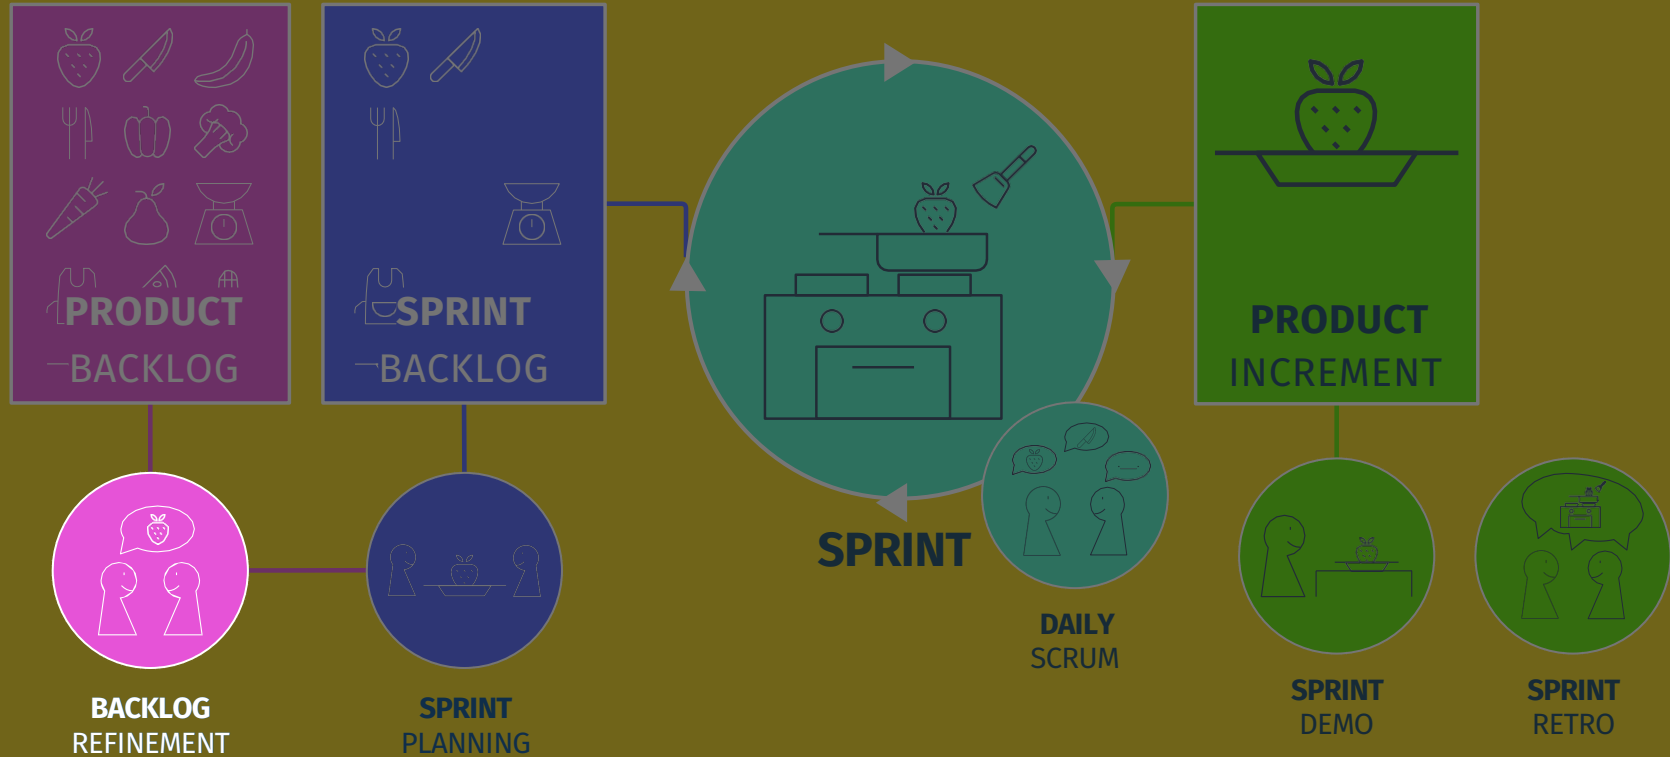 PRODUCT
BACKLOG
SPRINT
BACKLOG
PRODUCT
INCREMENT
SPRINT
DAILY
SCRUM
BACKLOG
REFINEMENT
SPRINT
PLANNING
SPRINT
DEMO
SPRINT
RETRO